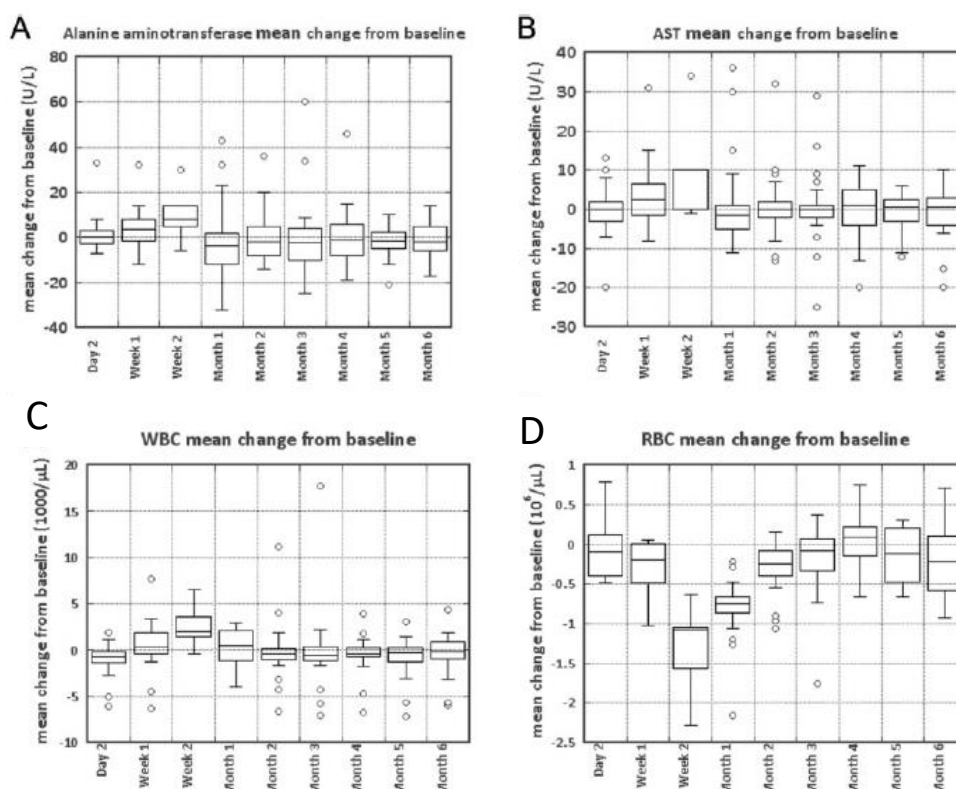 A
Alanine aminotransferase mean change from baseline
mean change from baseline (U/L)
80
60
40
20
0
-20
-40
Day 2
Week 1
Week 2
Month 1
Month 2
Month 3
Month 4
Month 5
Month 6
B
AST mean change from baseline
mean change from baseline (U/L)
40
30
20
10
0
-10
-20
-30
Day 2
Week 1
Week 2
Month 1
Month 2
Month 3
Month 4
Month 5
Month 6
C
WBC mean change from baseline
mean change from baseline (1000/µL)
20
15
10
5
0
-5
-10
Day 2
Week 1
Week 2
Month 1
Month 2
Month 3
Month 4
Month 5
Month 6
D
RBC mean change from baseline
mean change from baseline (10⁶/µL)
1
0.5
0
-0.5
-1
-1.5
-2
-2.5
Day 2
Week 1
Week 2
Month 1
Month 2
Month 3
Month 4
Month 5
Month 6